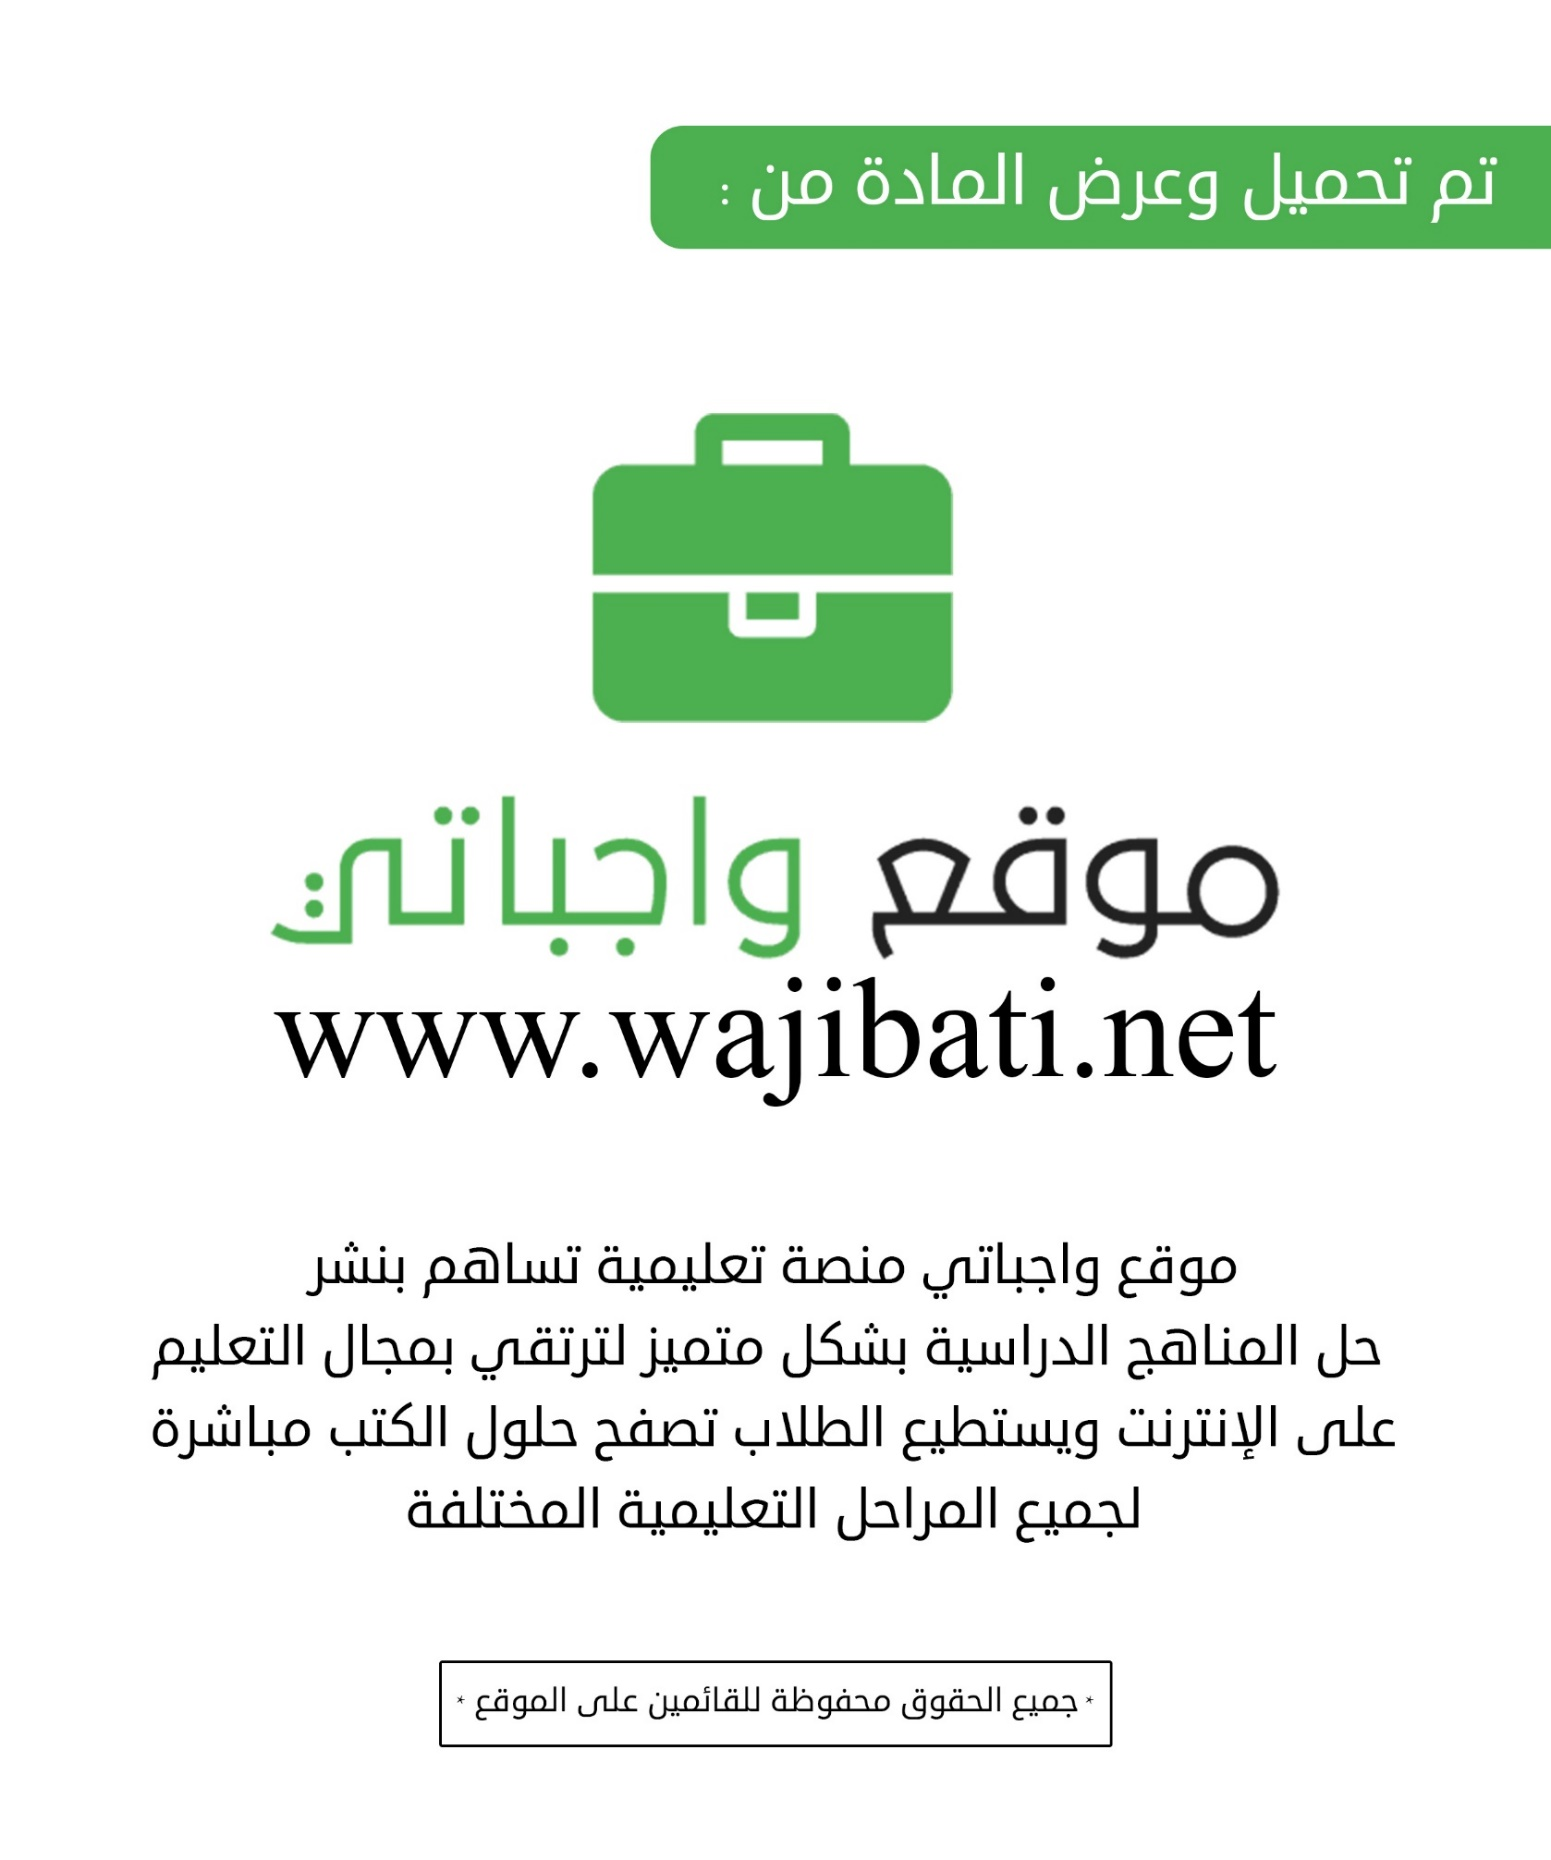 تم تحميل وعرض المادة من :
موقع واجباتي
www.wajibati.net
موقع واجباتي منصة تعليمية تساهم بنشر
حل المناهج الدراسية بشكل متميز لترتقي بمجال التعليم
على الإنترنت ويستطيع الطلاب تصفح حلول الكتب مباشرة
لجميع المراحل التعليمية المختلفة
* جميع الحقوق محفوظة للقائمين على الموقع *